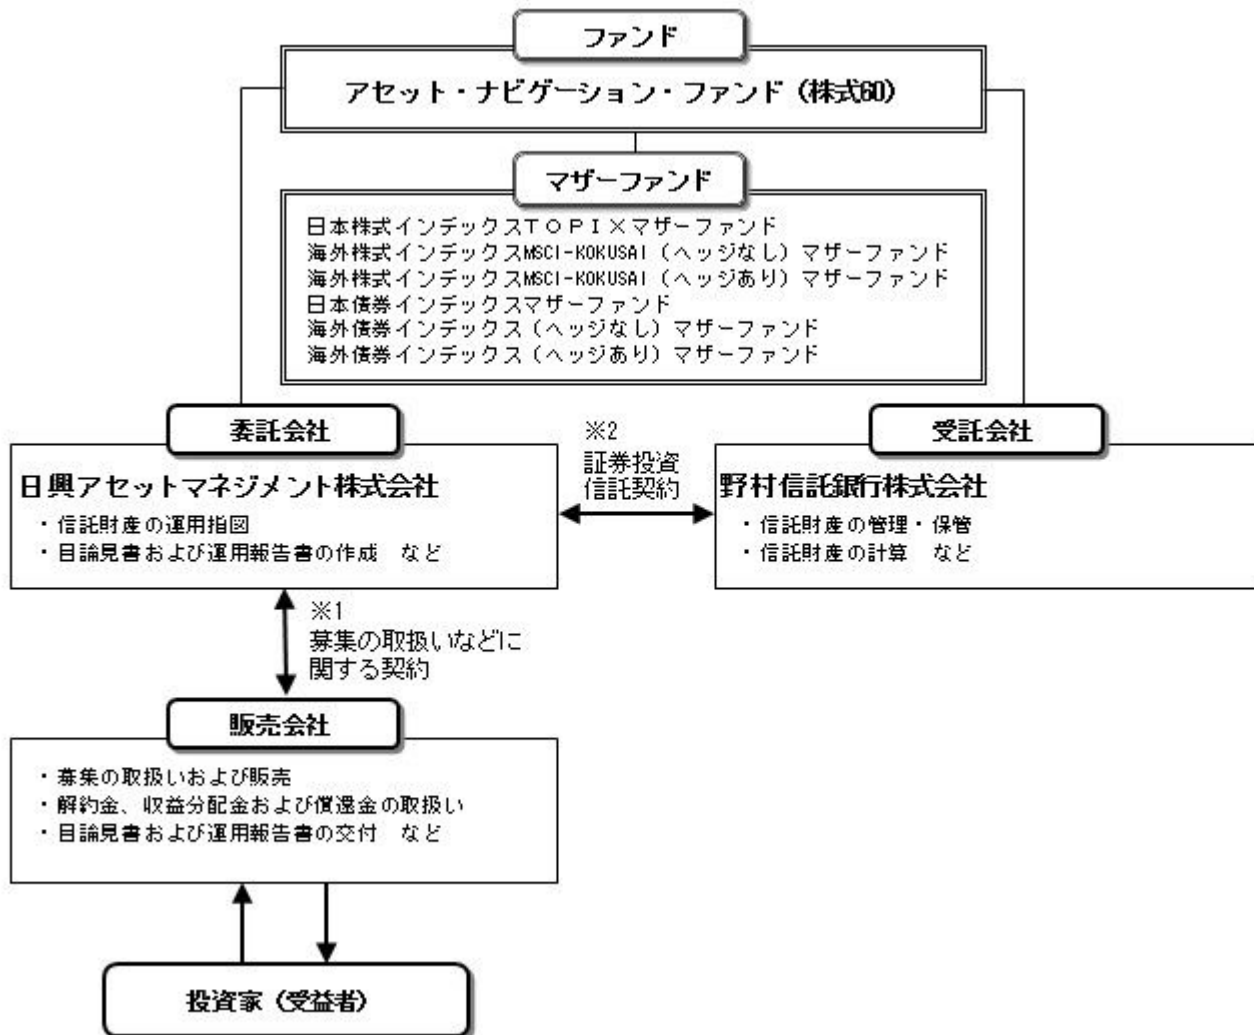 ファンド
アセット・ナビゲーション・ファンド（株式60）
マザーファンド
日本株式インデックスＴＯＰＩＸマザーファンド
海外株式インデックスMSCI-KOKUSAI（ヘッジなし）マザーファンド
海外株式インデックスMSCI-KOKUSAI（ヘッジあり）マザーファンド
日本債券インデックスマザーファンド
海外債券インデックス（ヘッジなし）マザーファンド
海外債券インデックス（ヘッジあり）マザーファンド
委託会社
日興アセットマネジメント株式会社
・信託財産の運用指図
・目論見書および運用報告書の作成　など
※2
証券投資
信託契約
受託会社
野村信託銀行株式会社
・信託財産の管理・保管
・信託財産の計算　など
※1
募集の取扱いなどに
関する契約
販売会社
・募集の取扱いおよび販売
・解約金、収益分配金および償還金の取扱い
・目論見書および運用報告書の交付　など
投資家（受益者）